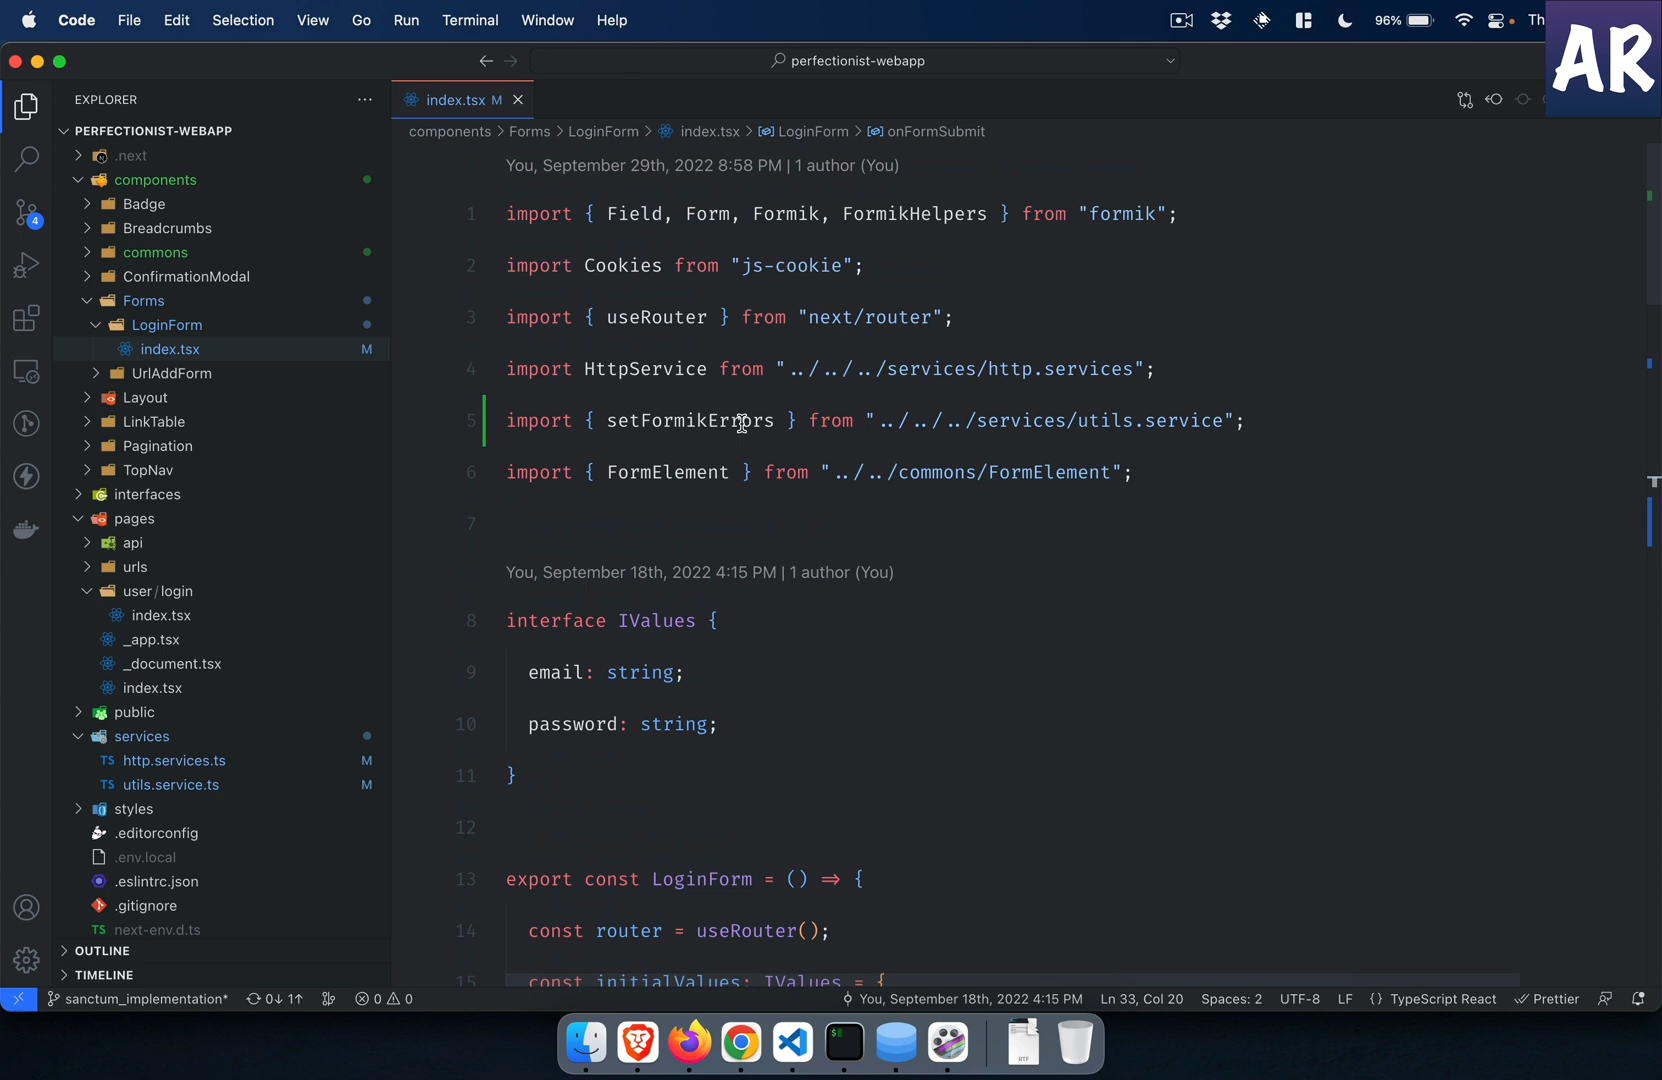 Code File Edit Selection View Go Run Terminal Window Help 96% Th
AR
perfectionist-webapp
EXPLORER
index.tsx M
components > Forms > LoginForm > index.tsx > LoginForm > onFormSubmit
PERFECTIONIST-WEBAPP
.next
components
Badge
Breadcrumbs
commons
ConfirmationModal
Forms
LoginForm
index.tsx M
UrlAddForm
Layout
LinkTable
Pagination
TopNav
interfaces
pages
api
urls
user/login
index.tsx
_app.tsx
_document.tsx
index.tsx
public
services
TS http.services.ts M
TS utils.service.ts M
styles
.editorconfig
.env.local
.eslintrc.json
.gitignore
TS next-env.d.ts
OUTLINE
TIMELINE
4
You, September 29th, 2022 8:58 PM | 1 author (You)
1 import { Field, Form, Formik, FormikHelpers } from "formik";
2 import Cookies from "js-cookie";
3 import { useRouter } from "next/router";
4 import HttpService from "../../../services/http.services";
5 import { setFormikErrors } from "../../../services/utils.service";
6 import { FormElement } from "../../commons/FormElement";
7
You, September 18th, 2022 4:15 PM | 1 author (You)
8 interface IValues {
9 email: string;
10 password: string;
11 }
12
13 export const LoginForm = () => {
14 const router = useRouter();
15 const initialValues: IValues = {
sanctum_implementation* 0↓ 1↑ 0 0 You, September 18th, 2022 4:15 PM Ln 33, Col 20 Spaces: 2 UTF-8 LF {} TypeScript React Prettier
$
RTF